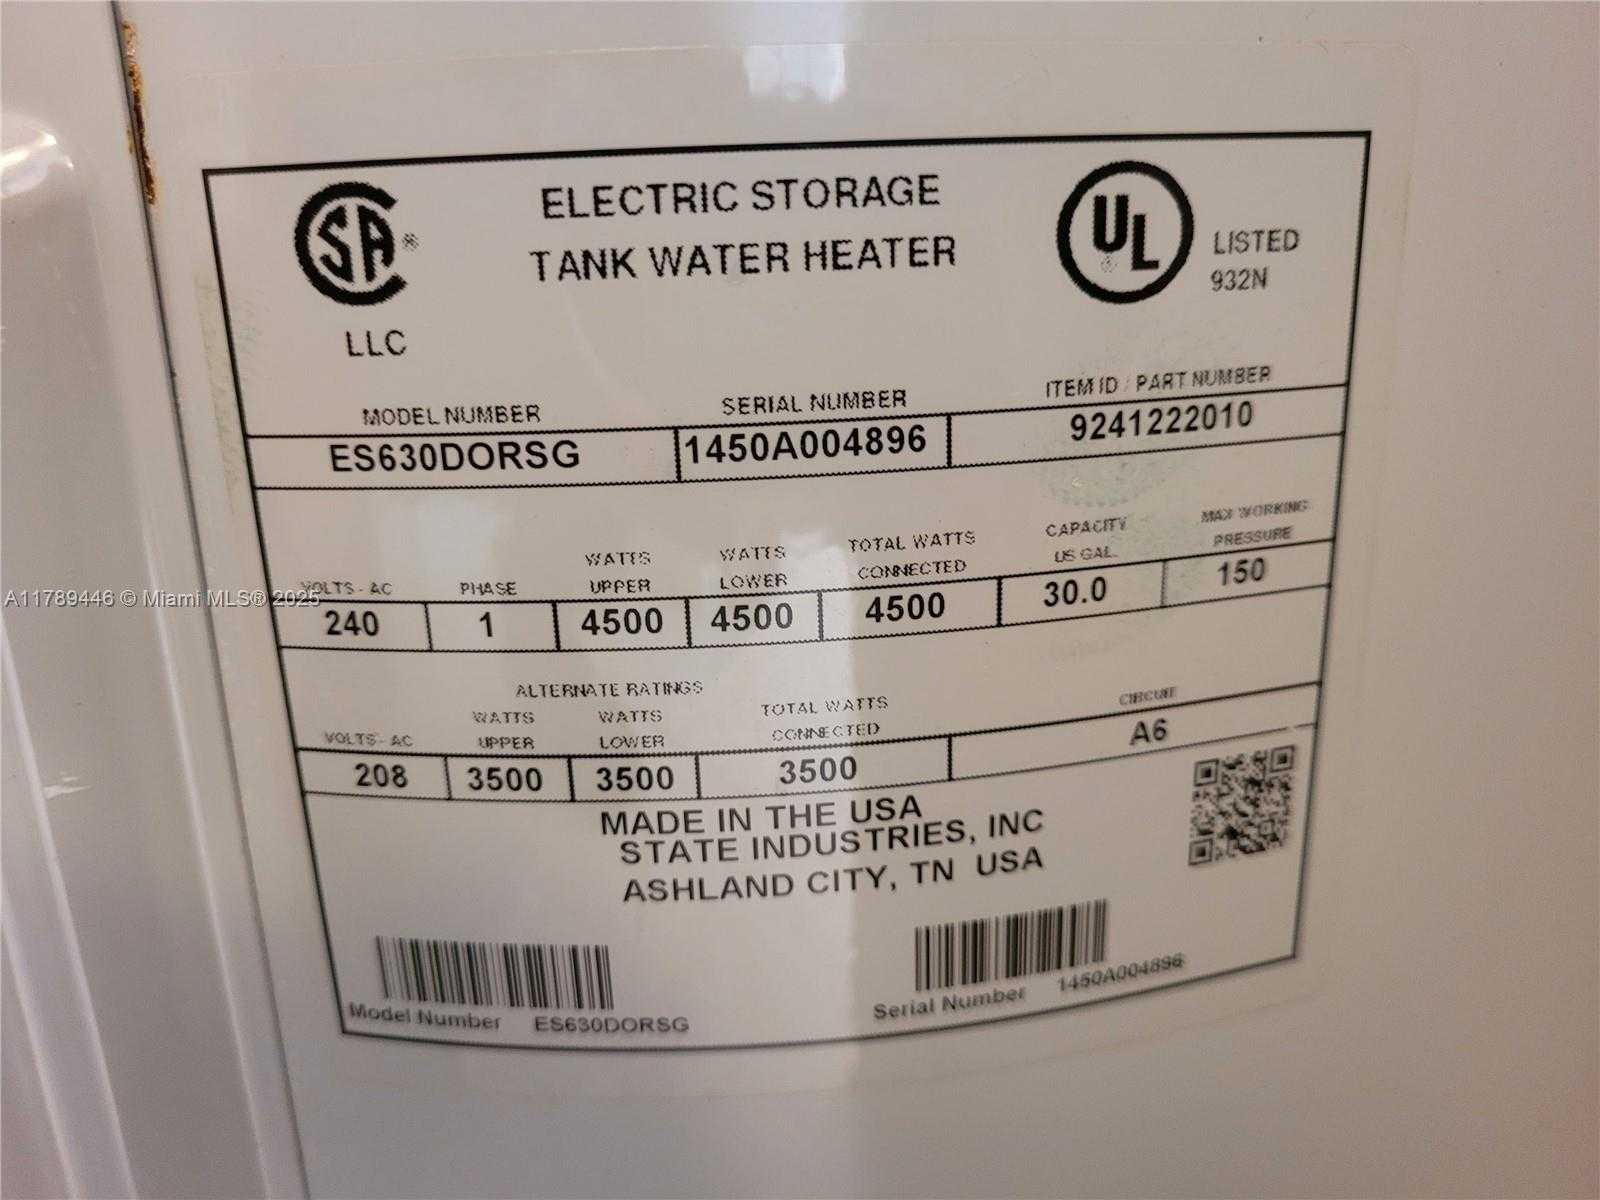 ELECTRIC STORAGE
TANK WATER HEATER
SA®
LLC
UL® LISTED
932N
MODEL NUMBER SERIAL NUMBER ITEM ID / PART NUMBER
ES630DORSG 1450A004896 9241222010
VOLTS - AC PHASE WATTS UPPER WATTS LOWER TOTAL WATTS CONNECTED CAPACITY US GAL. MAX WORKING PRESSURE
240 1 4500 4500 4500 30.0 150
ALTERNATE RATINGS
VOLTS - AC WATTS UPPER WATTS LOWER TOTAL WATTS CONNECTED CIRCUIT
208 3500 3500 3500 A6
MADE IN THE USA
STATE INDUSTRIES, INC
ASHLAND CITY, TN USA
Model Number ES630DORSG
Serial Number 1450A004896
A11789446 © Miami MLS® 2025